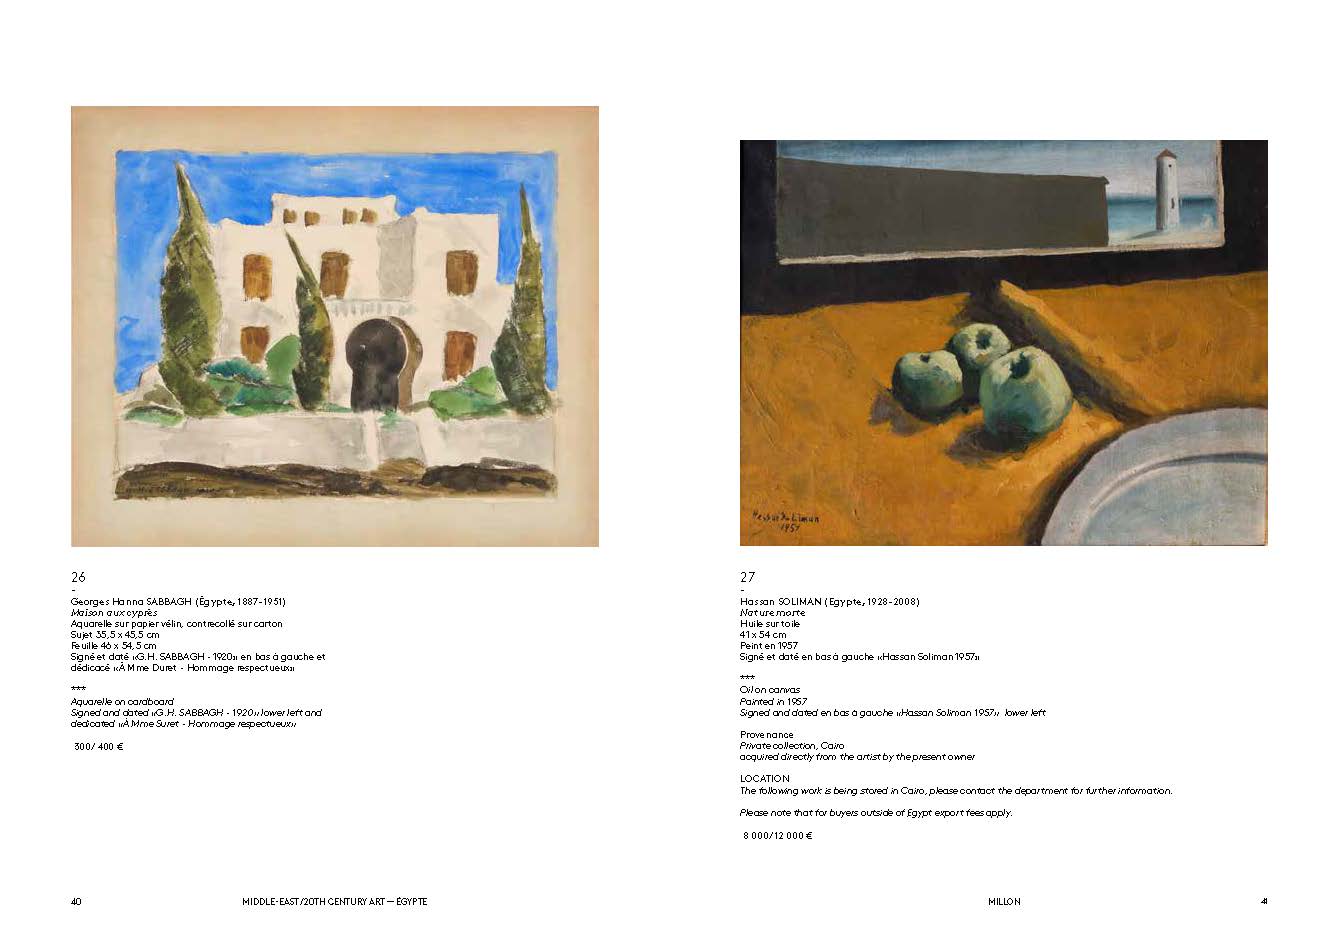 Hassan Soliman
1957
26
-
Georges Hanna SABBAGH (Égypte, 1887-1951)
Maison aux cyprès
Aquarelle sur papier vélin, contrecollé sur carton
Sujet 35,5 x 45,5 cm
Feuille 46 x 54,5 cm
Signé et daté «G.H. SABBAGH - 1920» en bas à gauche et
dédicacé «À Mme Duret - Hommage respectueux»
***
Aquarelle on cardboard
Signed and dated «G.H. SABBAGH - 1920» lower left and
dedicated «À Mme Suret - Hommage respectueux»
300/ 400 €
27
-
Hassan SOLIMAN (Egypte, 1928-2008)
Nature morte
Huile sur toile
41 x 54 cm
Peint en 1957
Signé et daté en bas à gauche «Hassan Soliman 1957»
***
Oil on canvas
Painted in 1957
Signed and dated en bas à gauche «Hassan Soliman 1957» lower left
Provenance
Private collection, Cairo
acquired directly from the artist by the present owner
LOCATION
The following work is being stored in Cairo, please contact the department for further information.
Please note that for buyers outside of Egypt export fees apply.
8 000/12 000 €
40
MIDDLE-EAST/20TH CENTURY ART — ÉGYPTE
MILLON
41